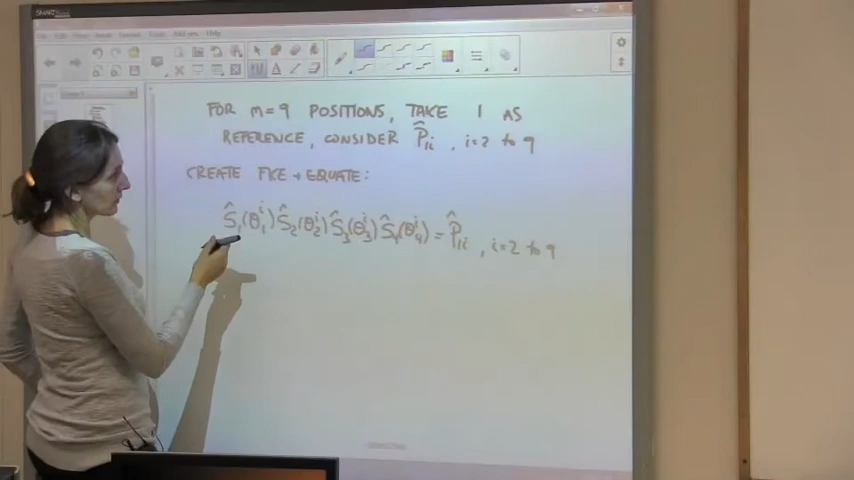 FOR m=9 POSITIONS, TAKE 1 AS
REFERENCE, CONSIDER P̂₁ᵢ, i=2 to 9
CREATE FKE + EQUATE:
Ŝ₁(θ₁ⁱ)Ŝ₂(θ₂ⁱ)Ŝ₃(θ₃ⁱ)Ŝ₄(θ₄ⁱ) = P̂₁ᵢ, i=2 to 9